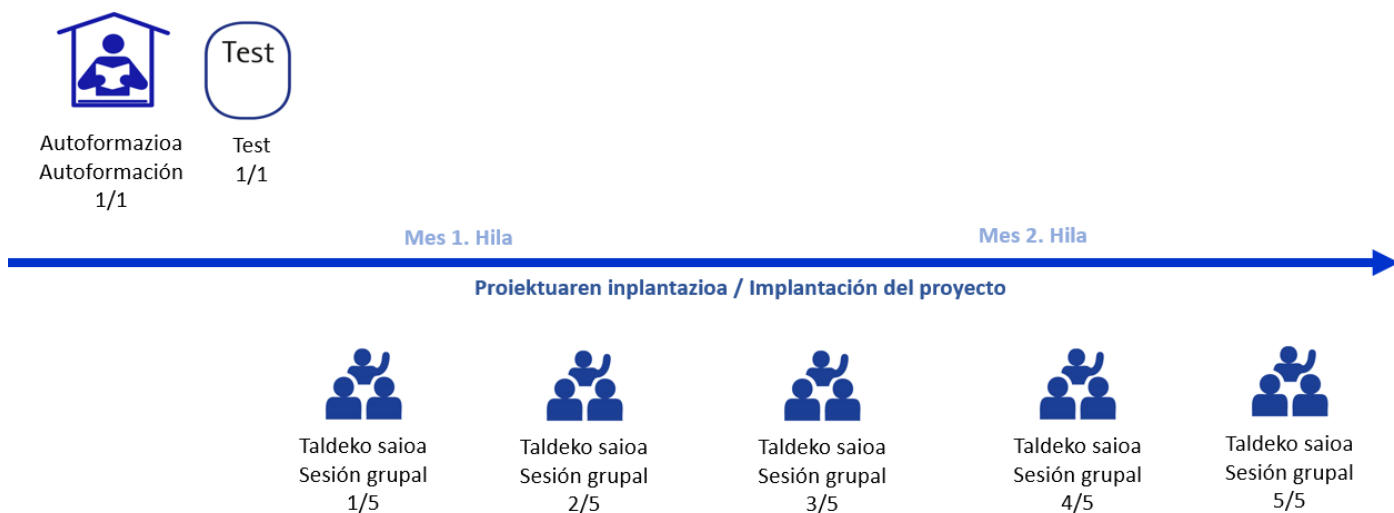 Test
Autoformazioa
Autoformación
1/1
Test
1/1
Mes 1. Hila
Mes 2. Hila
Proiektuaren inplantazioa / Implantación del proyecto
Taldeko saioa
Sesión grupal
1/5
Taldeko saioa
Sesión grupal
2/5
Taldeko saioa
Sesión grupal
3/5
Taldeko saioa
Sesión grupal
4/5
Taldeko saioa
Sesión grupal
5/5